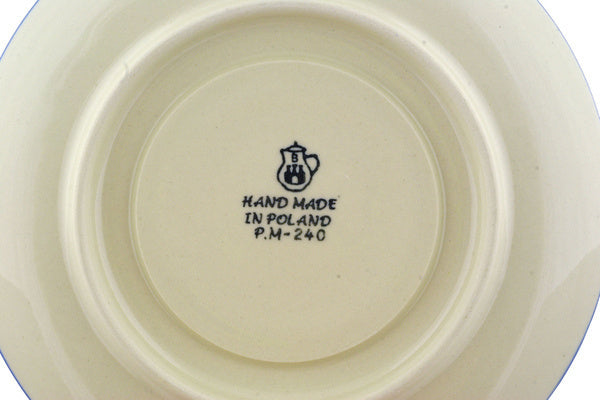 B
HAND MADE
IN POLAND
P.M-240